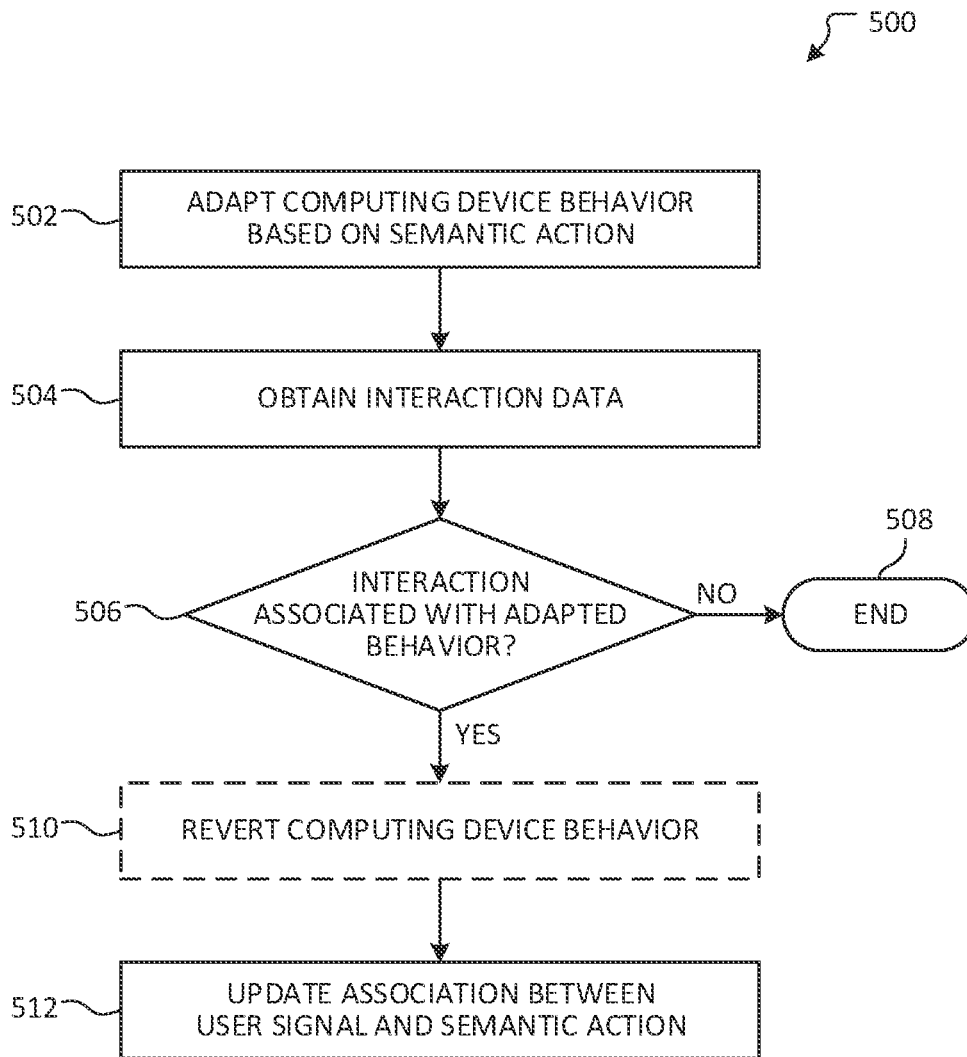 500
502
ADAPT COMPUTING DEVICE BEHAVIOR
BASED ON SEMANTIC ACTION
504
OBTAIN INTERACTION DATA
506
INTERACTION
ASSOCIATED WITH ADAPTED
BEHAVIOR?
NO
508
END
YES
510
REVERT COMPUTING DEVICE BEHAVIOR
512
UPDATE ASSOCIATION BETWEEN
USER SIGNAL AND SEMANTIC ACTION